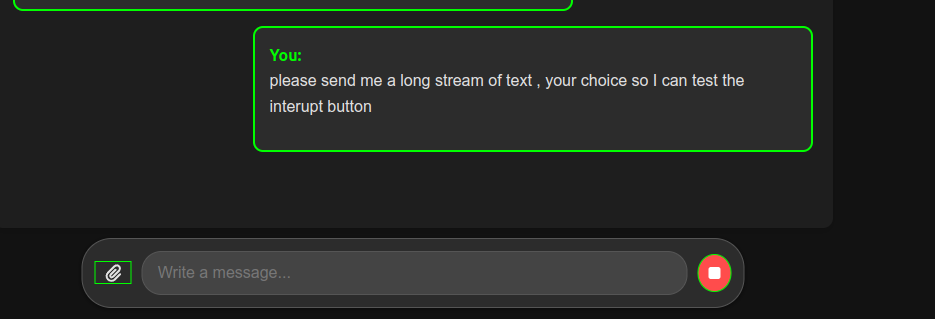 You:
please send me a long stream of text , your choice so I can test the
interupt button
Write a message...